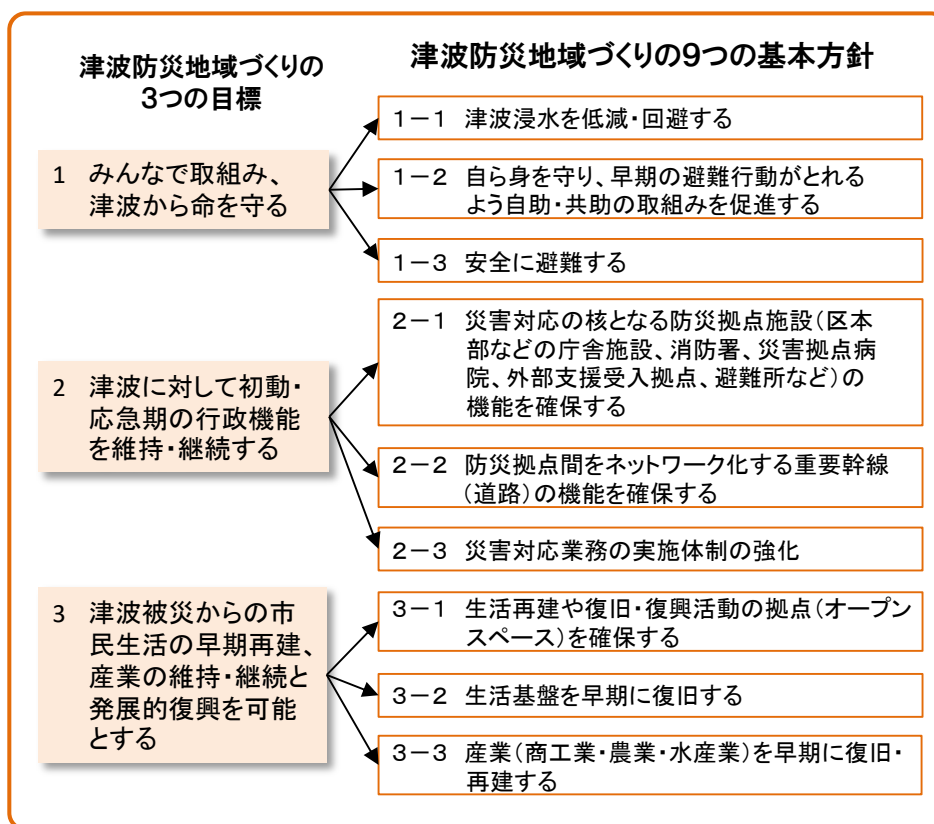 津波防災地域づくりの
3つの目標
津波防災地域づくりの9つの基本方針
1 みんなで取組み、
津波から命を守る
1－1 津波浸水を低減・回避する
1－2 自ら身を守り、早期の避難行動がとれる
よう自助・共助の取組みを促進する
1－3 安全に避難する
2 津波に対して初動・
応急期の行政機能
を維持・継続する
2－1 災害対応の核となる防災拠点施設（区本
部などの庁舎施設、消防署、災害拠点病
院、外部支援受入拠点、避難所など）の
機能を確保する
2－2 防災拠点間をネットワーク化する重要幹線
（道路）の機能を確保する
2－3 災害対応業務の実施体制の強化
3 津波被災からの市
民生活の早期再建、
産業の維持・継続と
発展的復興を可能
とする
3－1 生活再建や復旧・復興活動の拠点（オープン
スペース）を確保する
3－2 生活基盤を早期に復旧する
3－3 産業（商工業・農業・水産業）を早期に復旧・
再建する